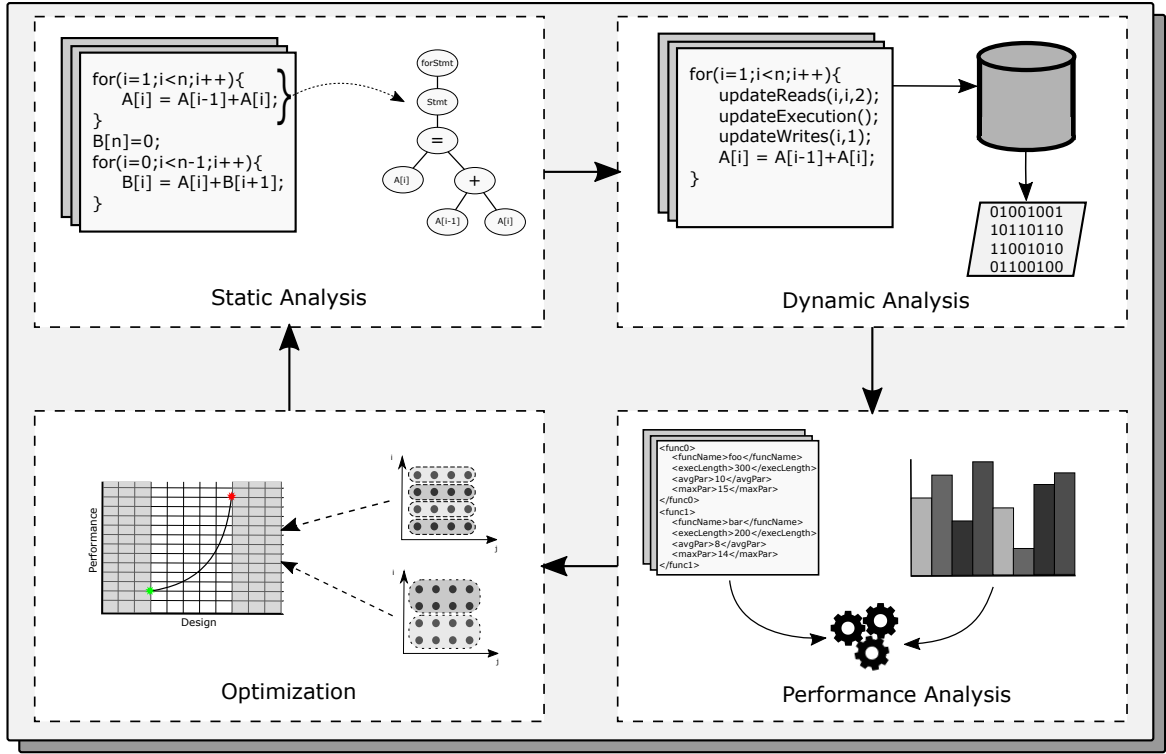 for(i=1;i<n;i++){
A[i] = A[i-1]+A[i];
}
B[n]=0;
for(i=0;i<n-1;i++){
B[i] = A[i]+B[i+1];
}
forStmt
Stmt
=
A[i]
+
A[i-1]
A[i]
Static Analysis
for(i=1;i<n;i++){
updateReads(i,i,2);
updateExecution();
updateWrites(i,1);
A[i] = A[i-1]+A[i];
}
01001001
10110110
11001010
01100100
Dynamic Analysis
Performance
Design
i
j
i
j
Optimization
<func0>
<funcName>foo</funcName>
<execLength>300</execLength>
<avgPar>10</avgPar>
<maxPar>15</maxPar>
</func0>
<func1>
<funcName>bar</funcName>
<execLength>200</execLength>
<avgPar>8</avgPar>
<maxPar>14</maxPar>
</func1>
Performance Analysis